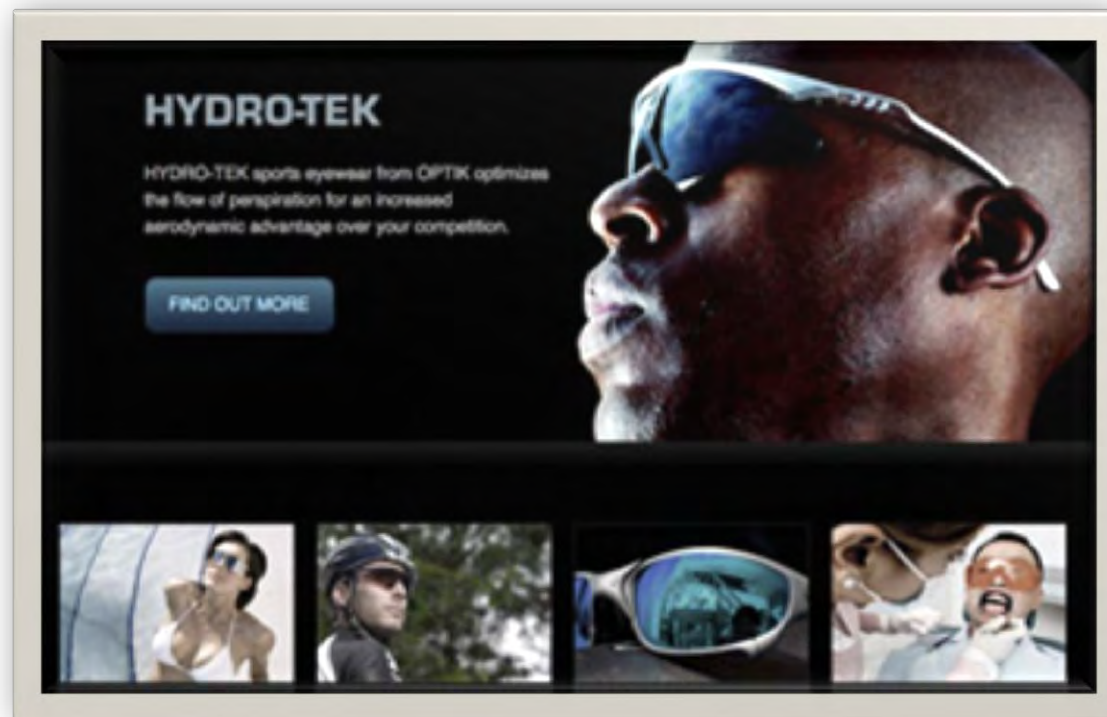 HYDRO-TEK
HYDRO-TEK sports eyewear from OPTIK optimizes
the flow of perspiration for an increased
aerodynamic advantage over your competition.
FIND OUT MORE